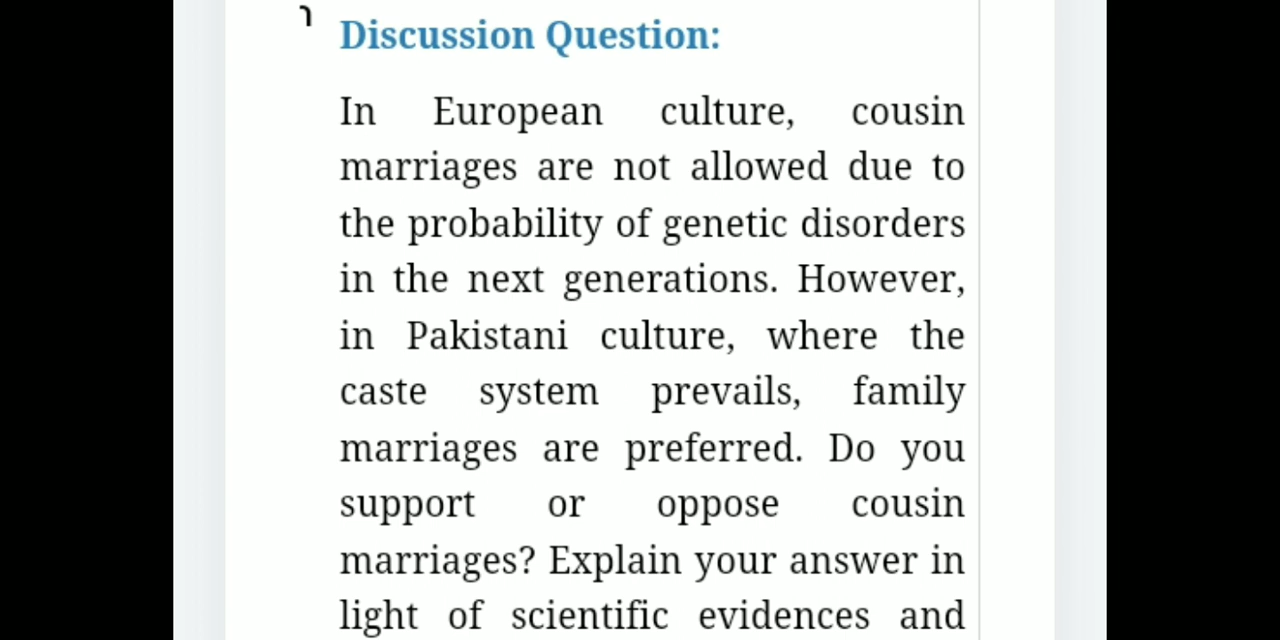 Discussion Question:
In European culture, cousin
marriages are not allowed due to
the probability of genetic disorders
in the next generations. However,
in Pakistani culture, where the
caste system prevails, family
marriages are preferred. Do you
support or oppose cousin
marriages? Explain your answer in
light of scientific evidences and